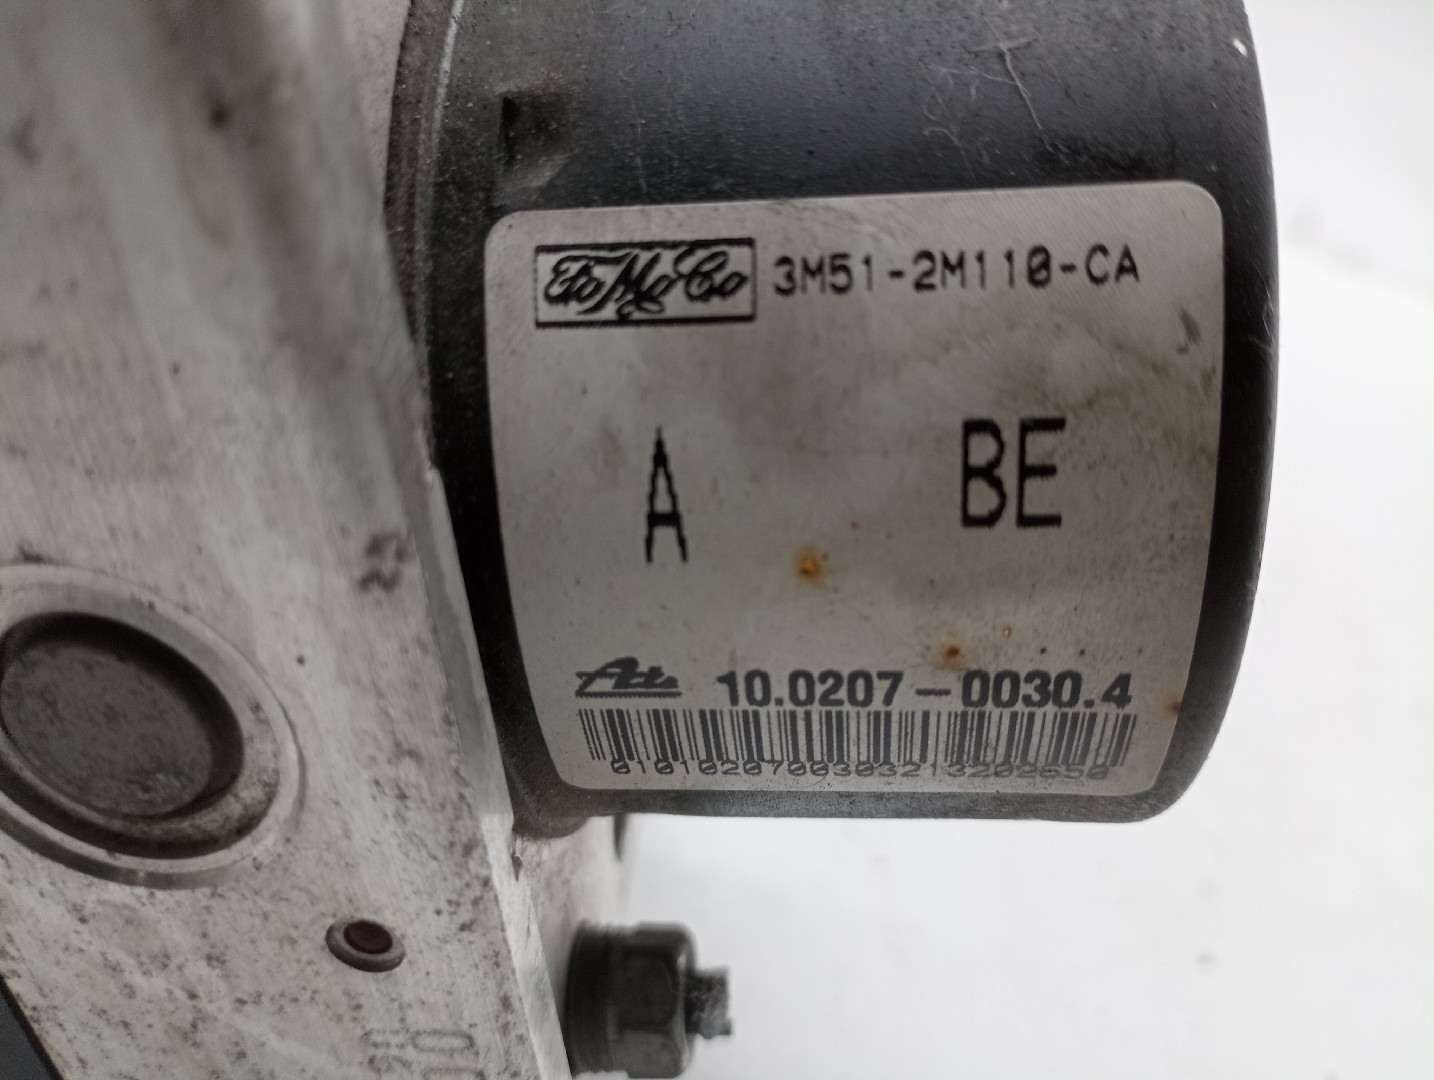 FoMoCo 3M51-2M110-CA
A BE
Ate 10.0207-0030.4